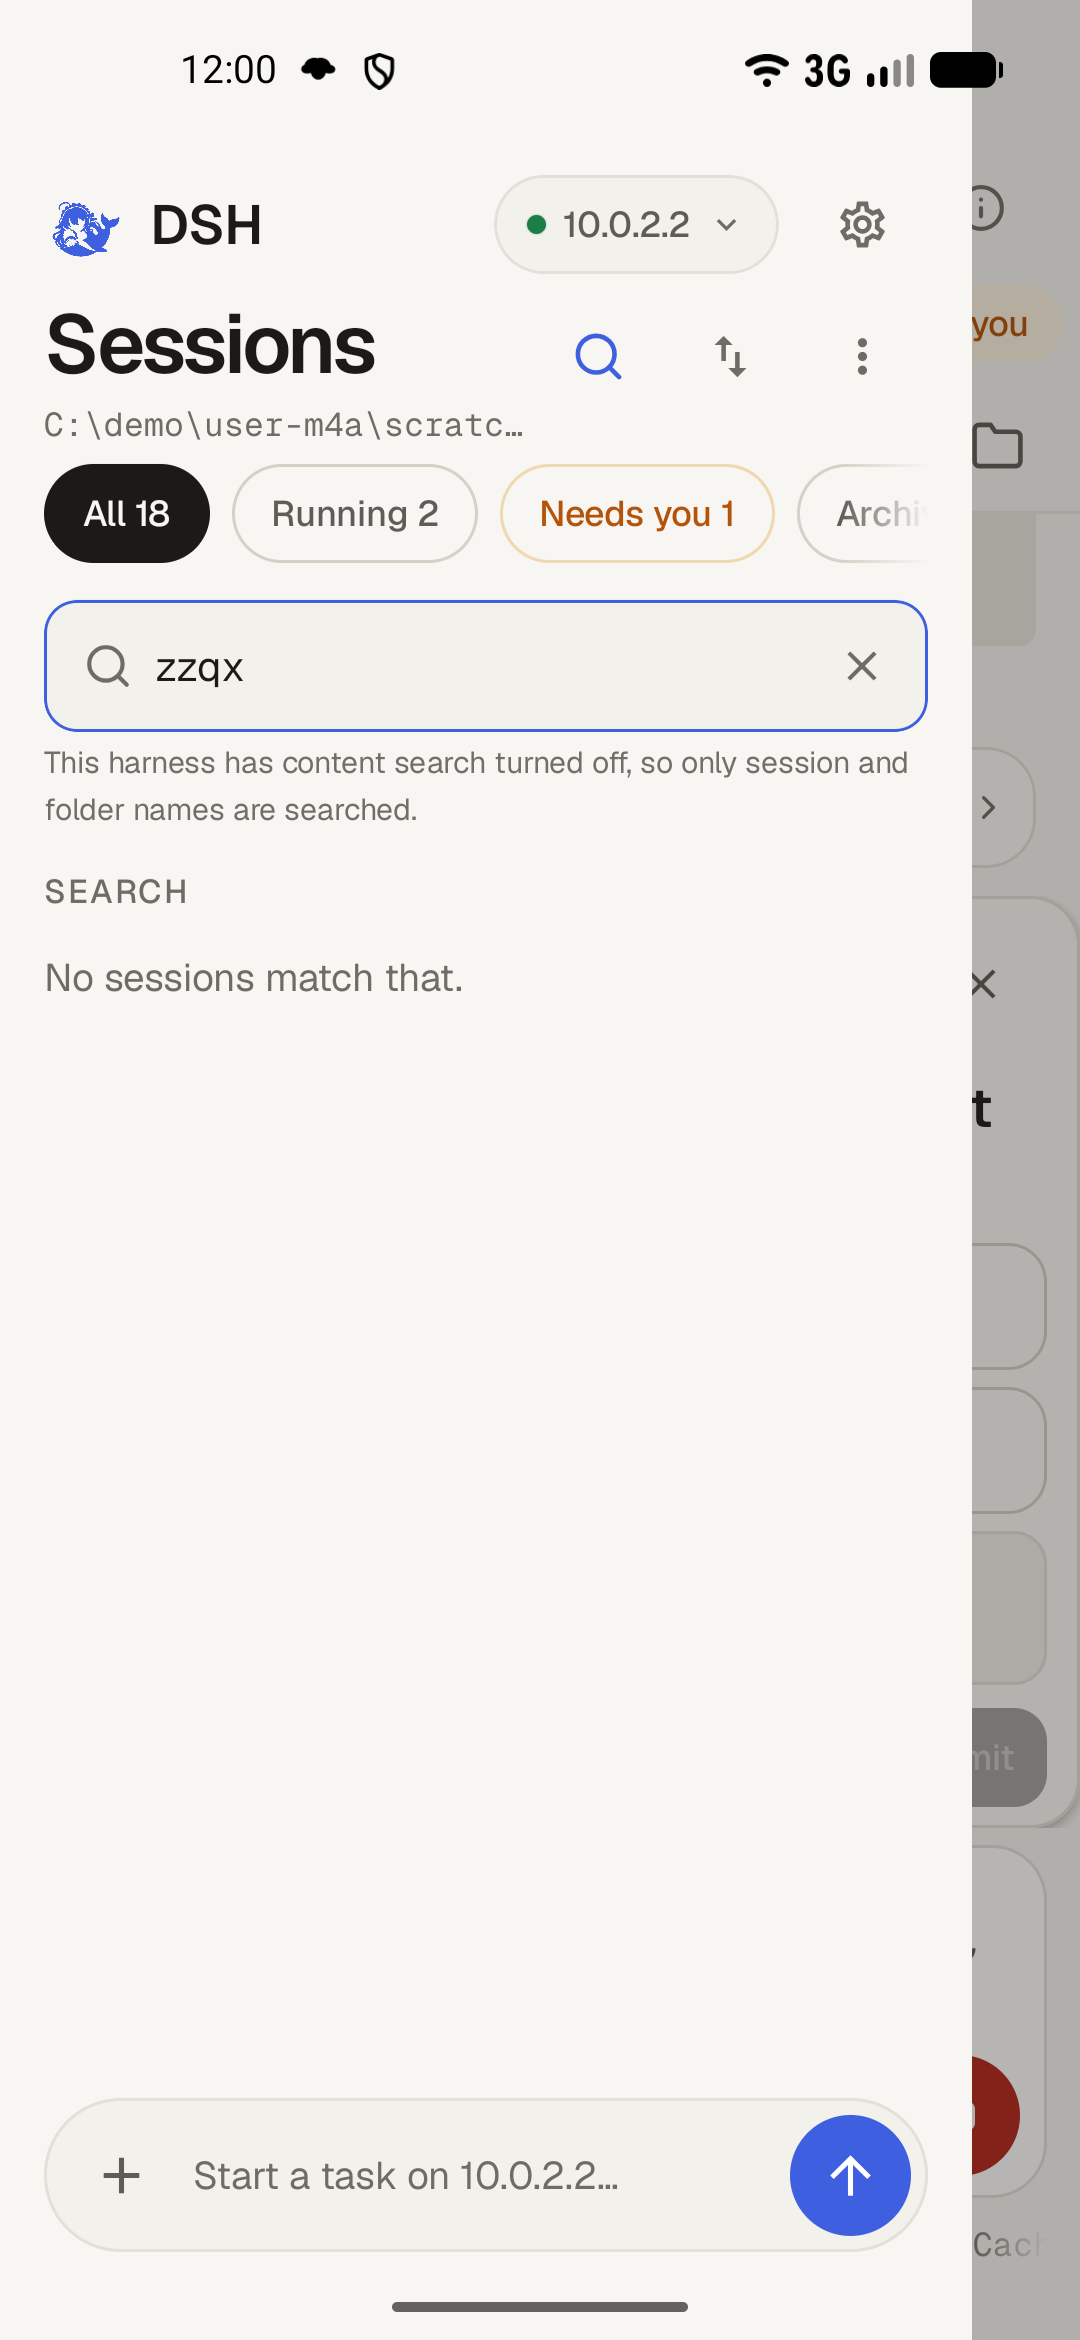 12:00
3G
DSH
10.0.2.2
Sessions
C:\demo\user-m4a\scratc…
All 18
Running 2
Needs you 1
Archi
zzqx
This harness has content search turned off, so only session and
folder names are searched.
SEARCH
No sessions match that.
Start a task on 10.0.2.2…
you
t
mit
Cach